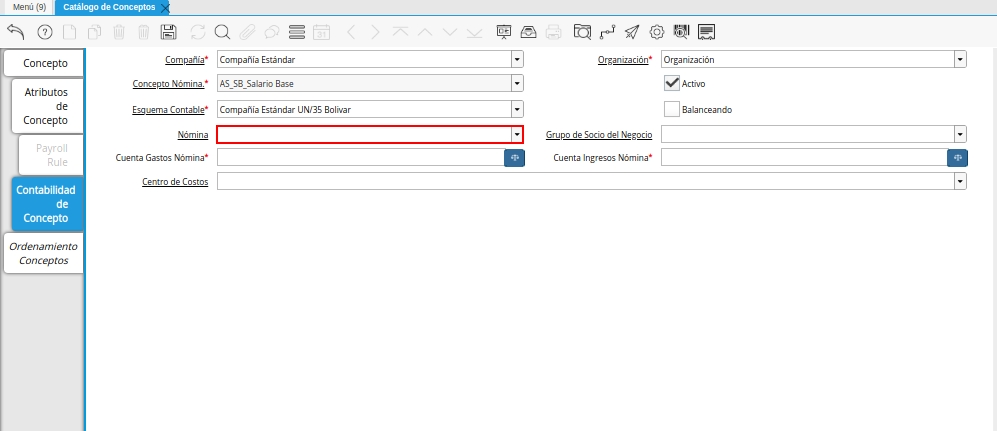 Menú (9)
Catálogo de Conceptos
31
Concepto
Atributos
de
Concepto
Payroll
Rule
Contabilidad
de
Concepto
Ordenamiento
Conceptos
Compañía* Compañía Estándar
Organización* Organización
Concepto Nómina.* AS_SB_Salario Base
Activo
Esquema Contable* Compañía Estándar UN/35 Bolivar
Balanceando
Nómina
Grupo de Socio del Negocio
Cuenta Gastos Nómina*
Cuenta Ingresos Nómina*
Centro de Costos